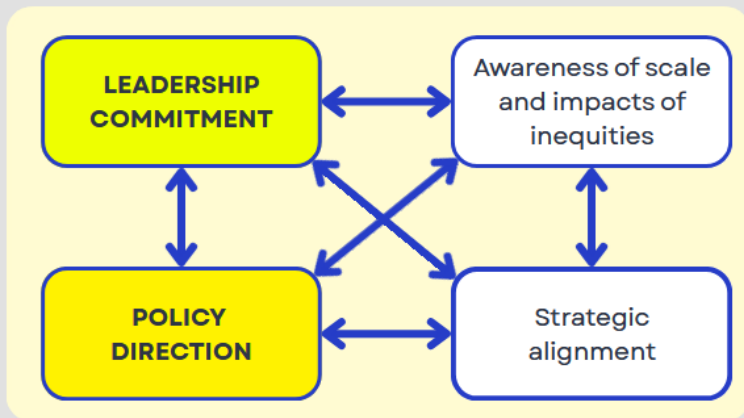 LEADERSHIP
COMMITMENT
Awareness of scale
and impacts of
inequities
POLICY
DIRECTION
Strategic
alignment